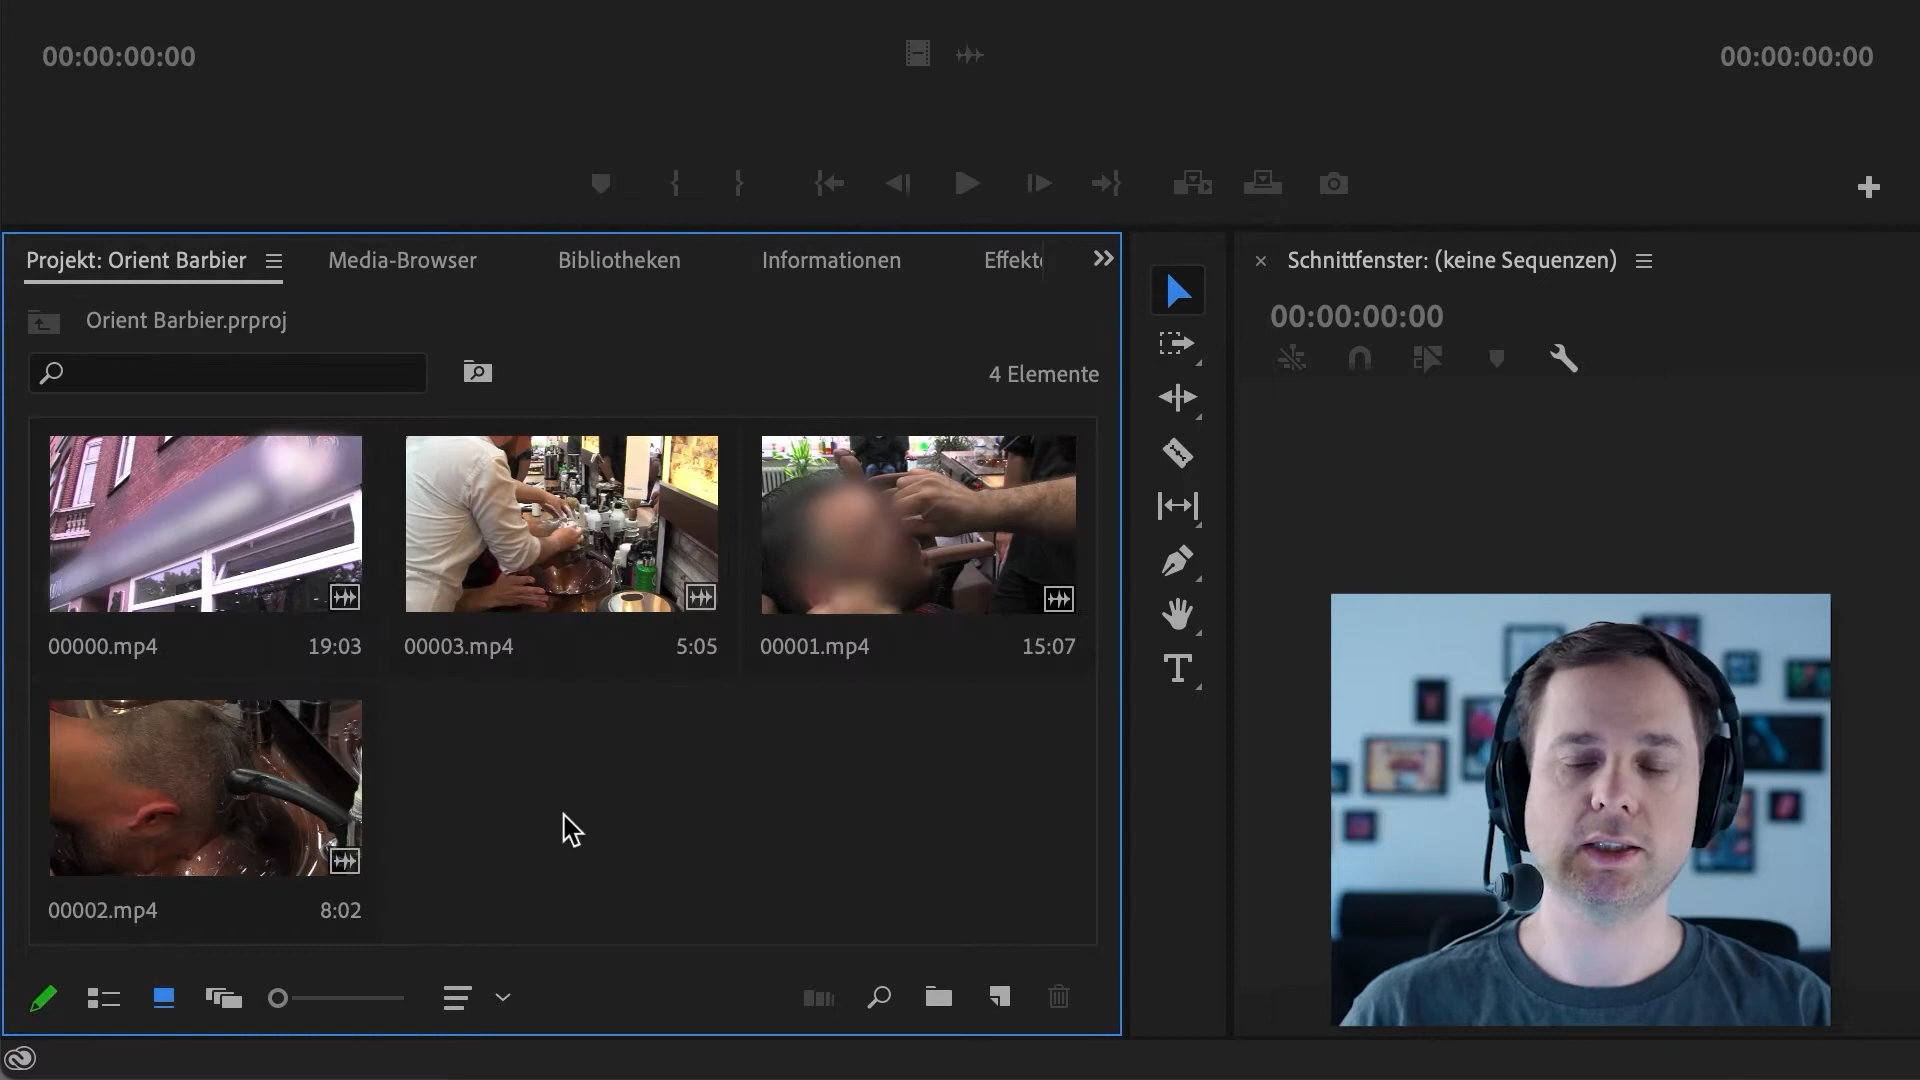 00:00:00:00
00:00:00:00
Projekt: Orient Barbier
Media-Browser
Bibliotheken
Informationen
Effekte
Schnittfenster: (keine Sequenzen)
Orient Barbier.prproj
00:00:00:00
4 Elemente
00000.mp4
19:03
00003.mp4
5:05
00001.mp4
15:07
00002.mp4
8:02